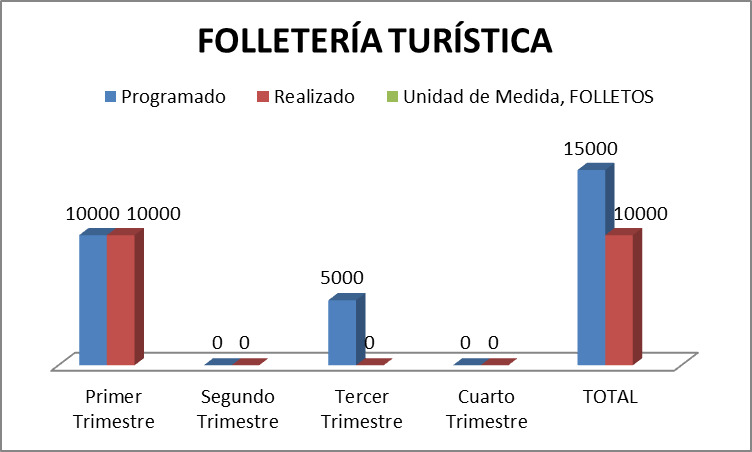 FOLLETERÍA TURÍSTICA
Programado Realizado Unidad de Medida, FOLLETOS
10000 10000 0 0 5000 0 0 0 15000 10000
Primer Trimestre
Segundo Trimestre
Tercer Trimestre
Cuarto Trimestre
TOTAL